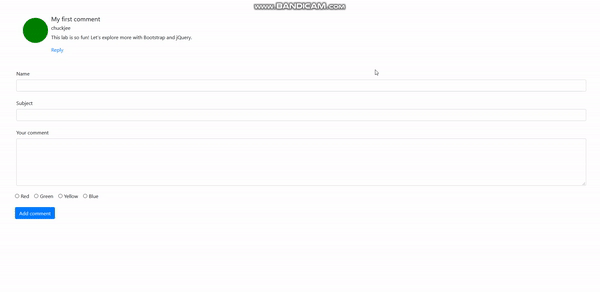 www.BANDICAM.com
My first comment
chuckjee
This lab is so fun! Let's explore more with Bootstrap and jQuery.
Reply
Name
Subject
Your comment
Red Green Yellow Blue
Add comment